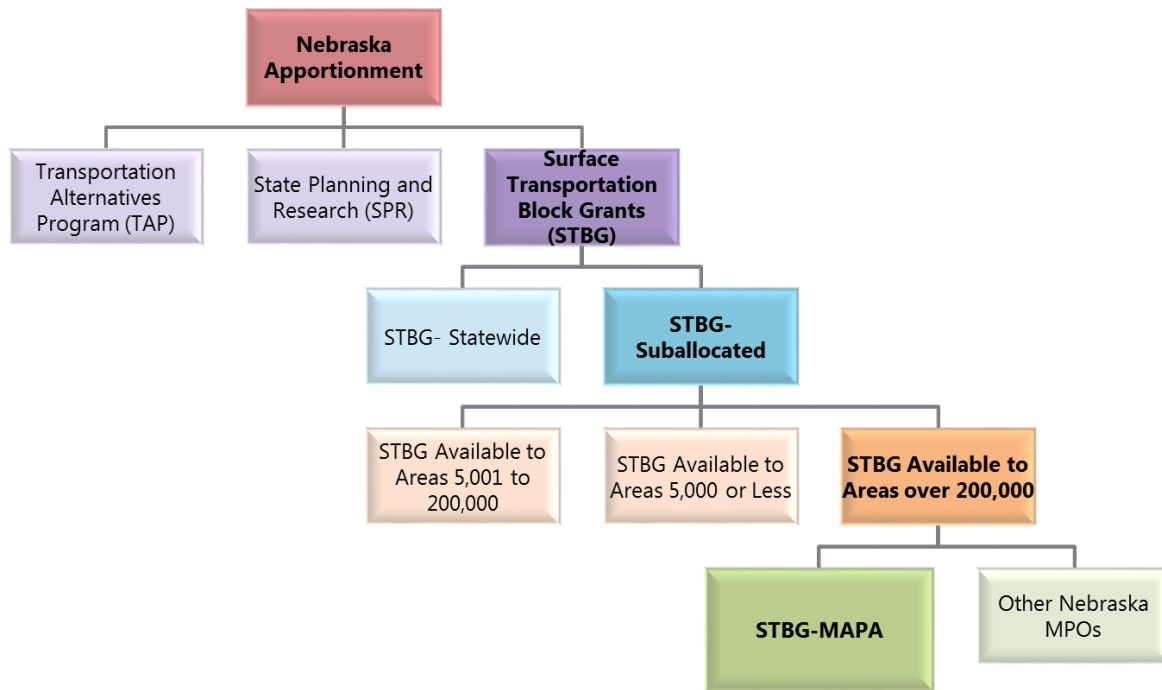 Nebraska
Apportionment
Transportation
Alternatives
Program (TAP)
State Planning and
Research (SPR)
Surface
Transportation
Block Grants
(STBG)
STBG- Statewide
STBG-
Suballocated
STBG Available to
Areas 5,001 to
200,000
STBG Available to
Areas 5,000 or Less
STBG Available to
Areas over 200,000
STBG-MAPA
Other Nebraska
MPOs